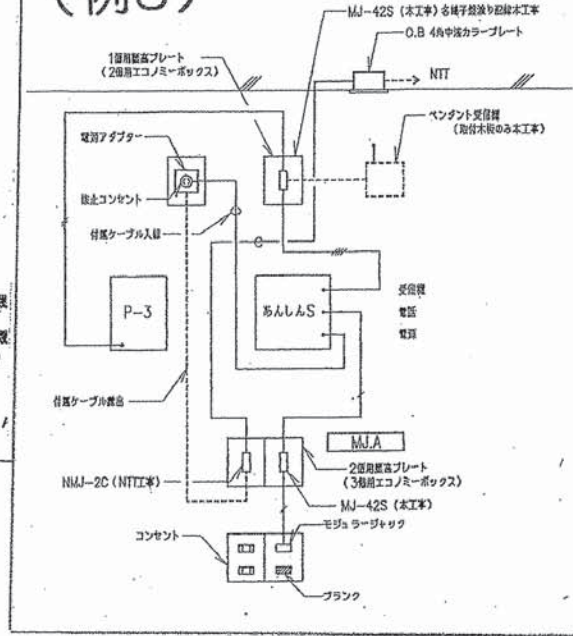 (例3)
MJ-42S (本工事) 各端子盤渡り配線本工事
O.B 4角中浅カラープレート
1個用標高プレート
(2個用エコノミーボックス)
NTT
ペンダント受信機
(取付木板のみ本工事)
電源アダプター
抜止コンセント
付属ケーブル入線
P-3
あんしんS
受信機
電話
電源
付属ケーブル露出
MJ.A
NMJ-2C (NTT工事)
2個用標高プレート
(3個用エコノミーボックス)
MJ-42S (本工事)
コンセント
モジュラージャック
ブランク